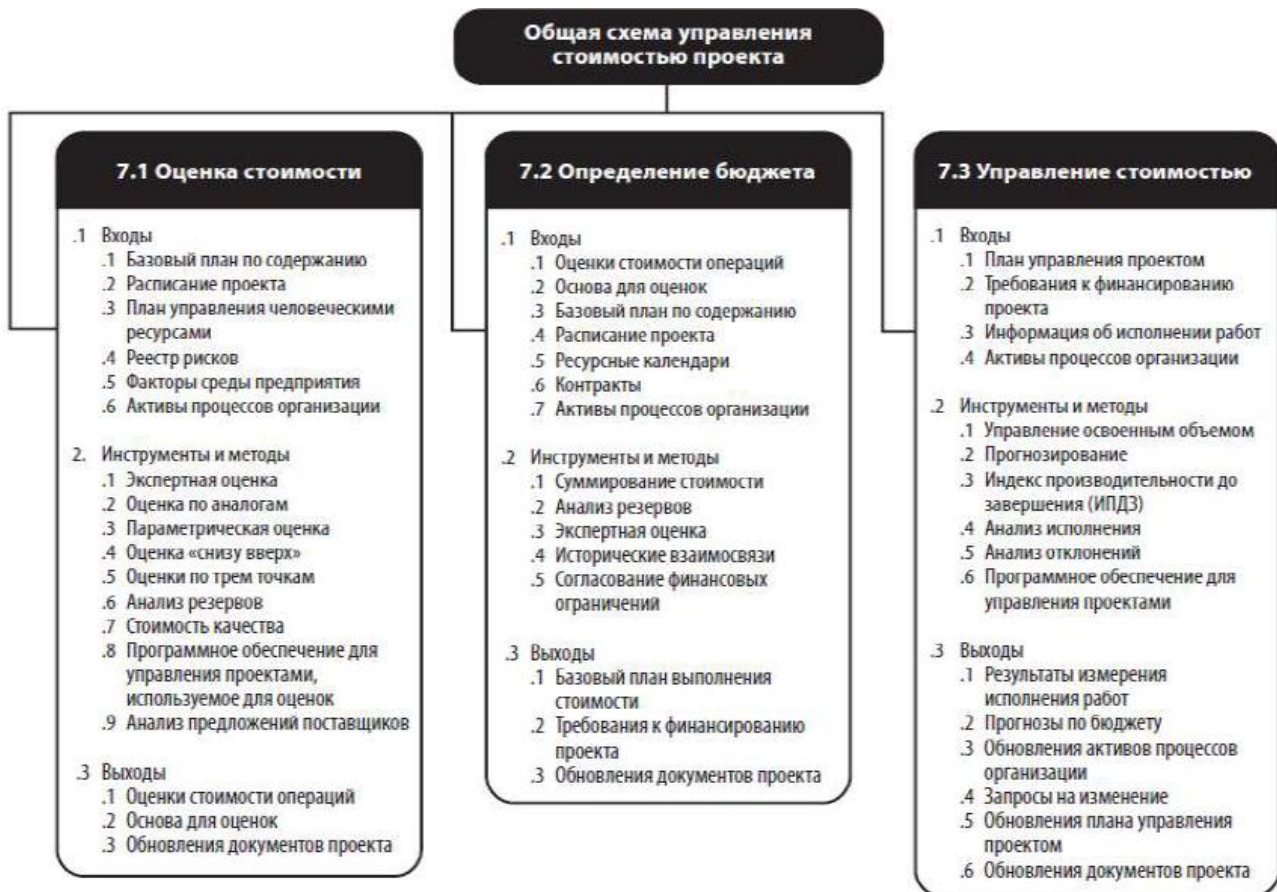 Общая схема управления
стоимостью проекта
7.1 Оценка стоимости
.1 Входы
.1 Базовый план по содержанию
.2 Расписание проекта
.3 План управления человеческими
ресурсами
.4 Реестр рисков
.5 Факторы среды предприятия
.6 Активы процессов организации
2. Инструменты и методы
.1 Экспертная оценка
.2 Оценка по аналогам
.3 Параметрическая оценка
.4 Оценка «снизу вверх»
.5 Оценки по трем точкам
.6 Анализ резервов
.7 Стоимость качества
.8 Программное обеспечение для
управления проектами,
используемое для оценок
.9 Анализ предложений поставщиков
.3 Выходы
.1 Оценки стоимости операций
.2 Основа для оценок
.3 Обновления документов проекта
7.2 Определение бюджета
.1 Входы
.1 Оценки стоимости операций
.2 Основа для оценок
.3 Базовый план по содержанию
.4 Расписание проекта
.5 Ресурсные календари
.6 Контракты
.7 Активы процессов организации
.2 Инструменты и методы
.1 Суммирование стоимости
.2 Анализ резервов
.3 Экспертная оценка
.4 Исторические взаимосвязи
.5 Согласование финансовых
ограничений
.3 Выходы
.1 Базовый план выполнения
стоимости
.2 Требования к финансированию
проекта
.3 Обновления документов проекта
7.3 Управление стоимостью
.1 Входы
.1 План управления проектом
.2 Требования к финансированию
проекта
.3 Информация об исполнении работ
.4 Активы процессов организации
.2 Инструменты и методы
.1 Управление освоенным объемом
.2 Прогнозирование
.3 Индекс производительности до
завершения (ИПДЗ)
.4 Анализ исполнения
.5 Анализ отклонений
.6 Программное обеспечение для
управления проектами
.3 Выходы
.1 Результаты измерения
исполнения работ
.2 Прогнозы по бюджету
.3 Обновления активов процессов
организации
.4 Запросы на изменение
.5 Обновления плана управления
проектом
.6 Обновления документов проекта